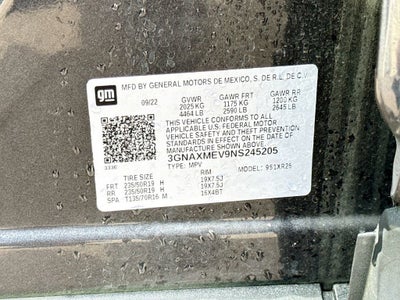 gm
MFD BY GENERAL MOTORS DE MEXICO, S. DE R.L. DE C.V.
09/22 GVWR GAWR FRT GAWR RR
2025 KG 1175 KG 1200 KG
4464 LB 2590 LB 2645 LB
THIS VEHICLE CONFORMS TO ALL
APPLICABLE U.S. FEDERAL MOTOR
VEHICLE SAFETY AND THEFT PREVENTION
STANDARDS IN EFFECT ON THE DATE OF
MANUFACTURE SHOWN ABOVE.
3GNAXMEV9NS245205
TYPE: MPV MODEL: 951XR26
TIRE SIZE RIM
FRT 235/50R19 H 19X7.5J
RR 235/50R19 H 19X7.5J
SPA T135/70R16 M 16X4BT